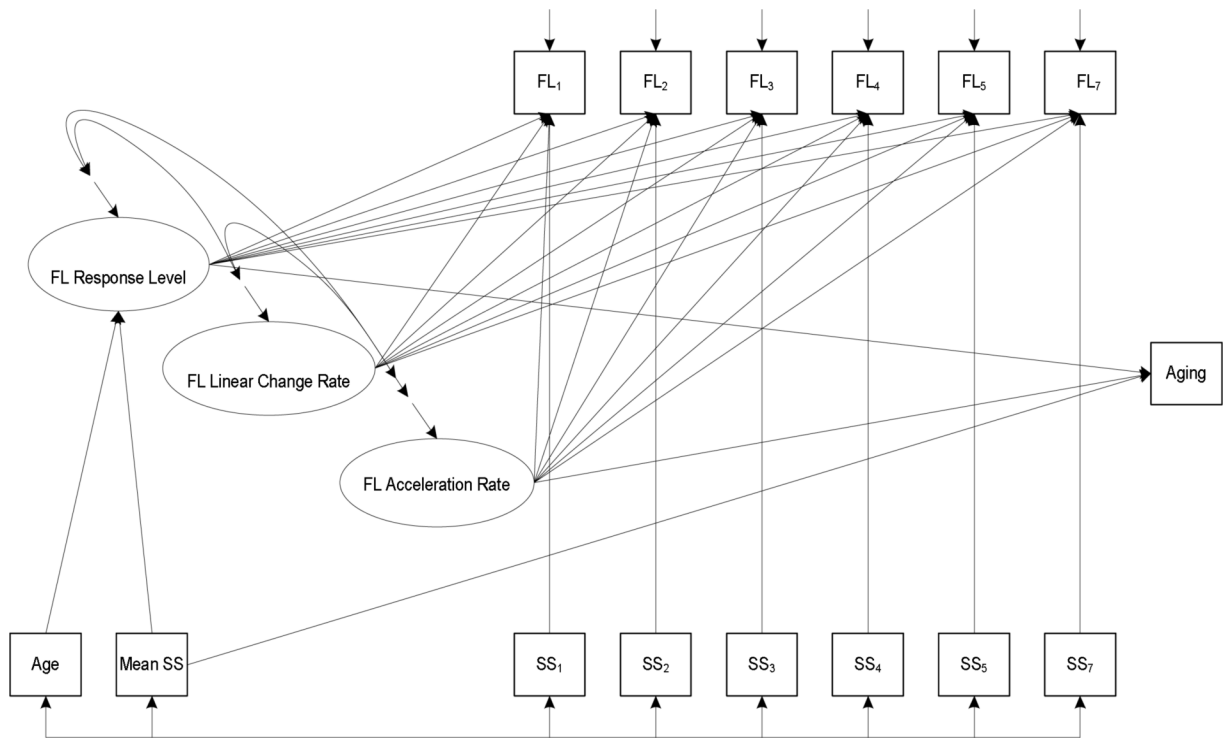 FL₁ FL₂ FL₃ FL₄ FL₅ FL₇
FL Response Level
FL Linear Change Rate
Aging
FL Acceleration Rate
Age Mean SS SS₁ SS₂ SS₃ SS₄ SS₅ SS₇